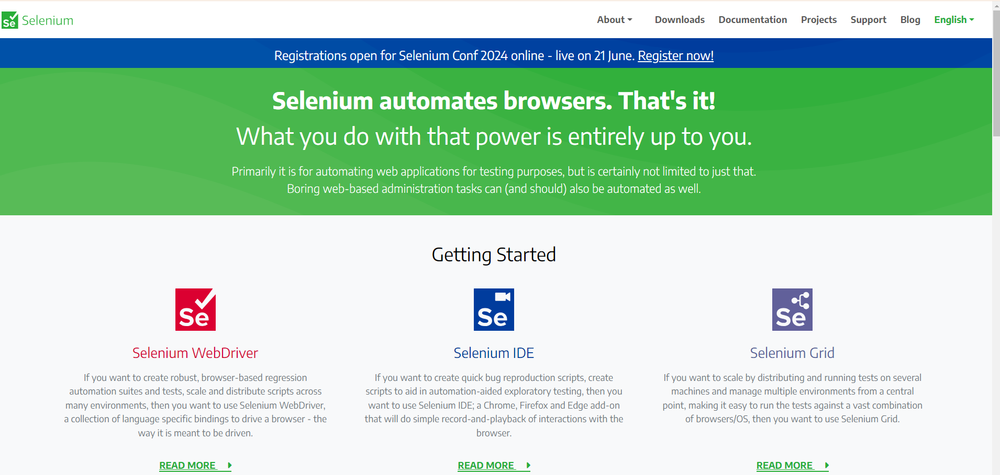 Se Selenium
About Downloads Documentation Projects Support Blog English
Registrations open for Selenium Conf 2024 online - live on 21 June. Register now!
Selenium automates browsers. That's it!
What you do with that power is entirely up to you.
Primarily it is for automating web applications for testing purposes, but is certainly not limited to just that.
Boring web-based administration tasks can (and should) also be automated as well.
Getting Started
Se
Selenium WebDriver
If you want to create robust, browser-based regression
automation suites and tests, scale and distribute scripts across
many environments, then you want to use Selenium WebDriver,
a collection of language specific bindings to drive a browser - the
way it is meant to be driven.
READ MORE
Se
Selenium IDE
If you want to create quick bug reproduction scripts, create
scripts to aid in automation-aided exploratory testing, then you
want to use Selenium IDE; a Chrome, Firefox and Edge add-on
that will do simple record-and-playback of interactions with the
browser.
READ MORE
Se
Selenium Grid
If you want to scale by distributing and running tests on several
machines and manage multiple environments from a central
point, making it easy to run the tests against a vast combination
of browsers/OS, then you want to use Selenium Grid.
READ MORE